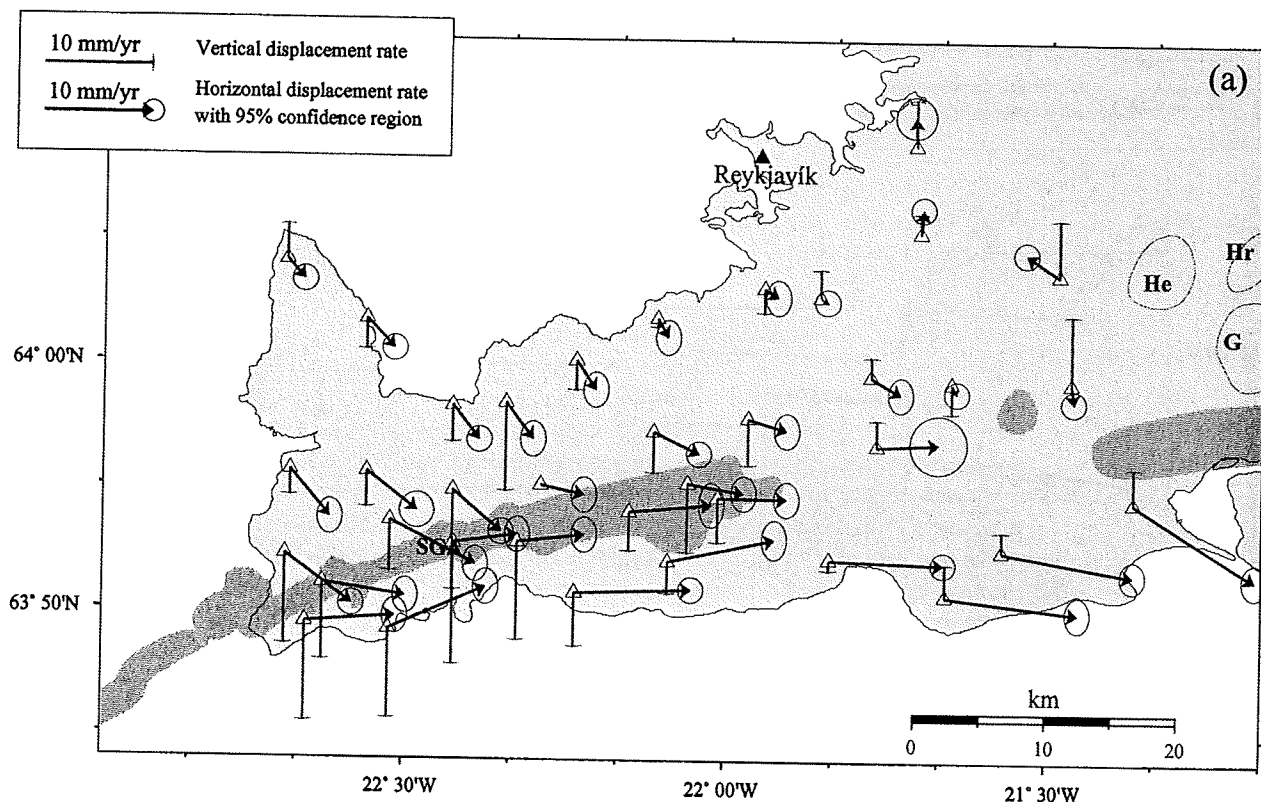 10 mm/yr Vertical displacement rate
10 mm/yr Horizontal displacement rate
with 95% confidence region
(a)
Reykjavík
Hr
He
G
64° 00'N
SG
63° 50'N
km
0 10 20
22° 30'W 22° 00'W 21° 30'W